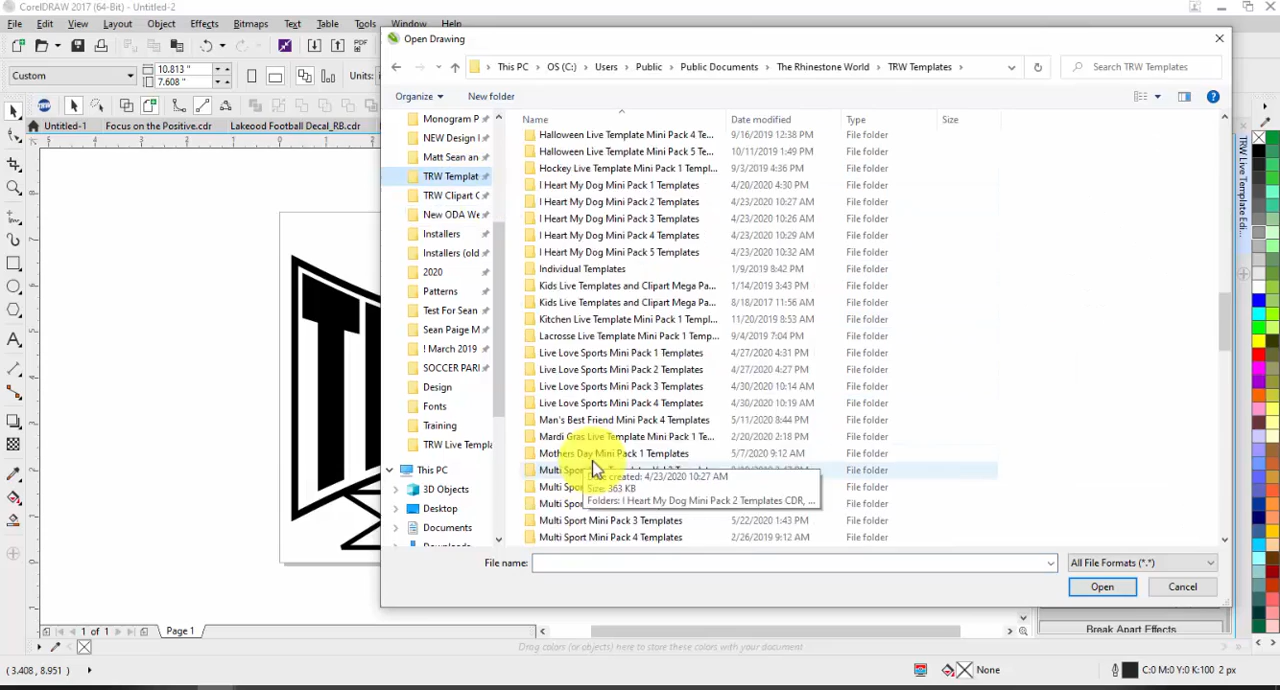 CorelDRAW 2017 (64-Bit) - Untitled-2
File Edit View Layout Object Effects Bitmaps Text Table Tools Window Help
Custom
10.813 "
7.608 "
Units:
Untitled-1 Focus on the Positive.cdr Lakeood Football Decal_RB.cdr
Open Drawing
This PC › OS (C:) › Users › Public › Public Documents › The Rhinestone World › TRW Templates ›
Search TRW Templates
Organize New folder
Name Date modified Type Size
Monogram P
NEW Design I
Matt Sean an
TRW Templat
TRW Clipart C
New ODA We
Installers
Installers (old
2020
Patterns
Test For Sean
Sean Paige M
! March 2019
SOCCER PARI
Design
Fonts
Training
TRW Live Templa
This PC
3D Objects
Desktop
Documents
Halloween Live Template Mini Pack 4 Te... 9/16/2019 12:38 PM File folder
Halloween Live Template Mini Pack 5 Te... 10/11/2019 1:49 PM File folder
Hockey Live Template Mini Pack 1 Templ... 9/3/2019 4:36 PM File folder
I Heart My Dog Mini Pack 1 Templates 4/20/2020 4:30 PM File folder
I Heart My Dog Mini Pack 2 Templates 4/23/2020 10:27 AM File folder
I Heart My Dog Mini Pack 3 Templates 4/23/2020 10:26 AM File folder
I Heart My Dog Mini Pack 4 Templates 4/23/2020 10:29 AM File folder
I Heart My Dog Mini Pack 5 Templates 4/23/2020 10:32 AM File folder
Individual Templates 1/9/2019 8:42 PM File folder
Kids Live Templates and Clipart Mega Pa... 1/14/2019 3:43 PM File folder
Kids Live Templates and Clipart Mega Pa... 8/18/2017 11:56 AM File folder
Kitchen Live Template Mini Pack 1 Templ... 11/20/2019 8:53 AM File folder
Lacrosse Live Template Mini Pack 1 Tem... 9/4/2019 7:04 PM File folder
Live Love Sports Mini Pack 1 Templates 4/27/2020 4:31 PM File folder
Live Love Sports Mini Pack 2 Templates 4/27/2020 4:27 PM File folder
Live Love Sports Mini Pack 3 Templates 4/30/2020 10:14 AM File folder
Live Love Sports Mini Pack 4 Templates 4/30/2020 10:19 AM File folder
Man's Best Friend Mini Pack 4 Templates 5/11/2020 8:44 PM File folder
Mardi Gras Live Template Mini Pack 1 Te... 2/20/2020 2:18 PM File folder
Mothers Day Mini Pack 1 Templates 5/7/2020 9:12 AM File folder
File folder
Date created: 4/23/2020 10:27 AM
Size: 363 KB
Folders: I Heart My Dog Mini Pack 2 Templates CDR, ...
File folder
File folder
Multi Sport Mini Pack 3 Templates 5/22/2020 1:43 PM File folder
Multi Sport Mini Pack 4 Templates 2/26/2019 9:12 AM File folder
File name:
All File Formats (*.*)
Open Cancel
TRW Live Template Edi...
Break Apart Effects
1 of 1 Page 1
Drag colors (or objects) here to store these colors with your document
(3.408, 8.951)
None
C:0 M:0 Y:0 K:100 2 px